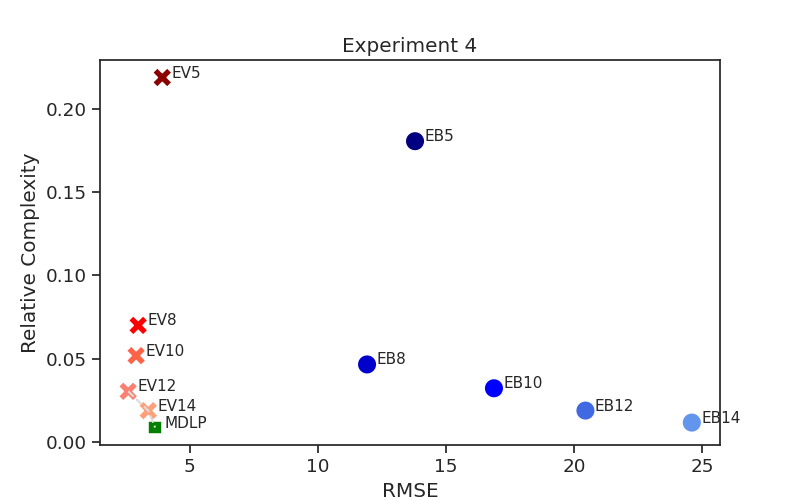 Experiment 4
Relative Complexity
0.20
0.15
0.10
0.05
0.00
EV5
EB5
EV8
EV10
EB8
EV12
EB10
EV14
EB12
MDLP
EB14
5
10
15
20
25
RMSE